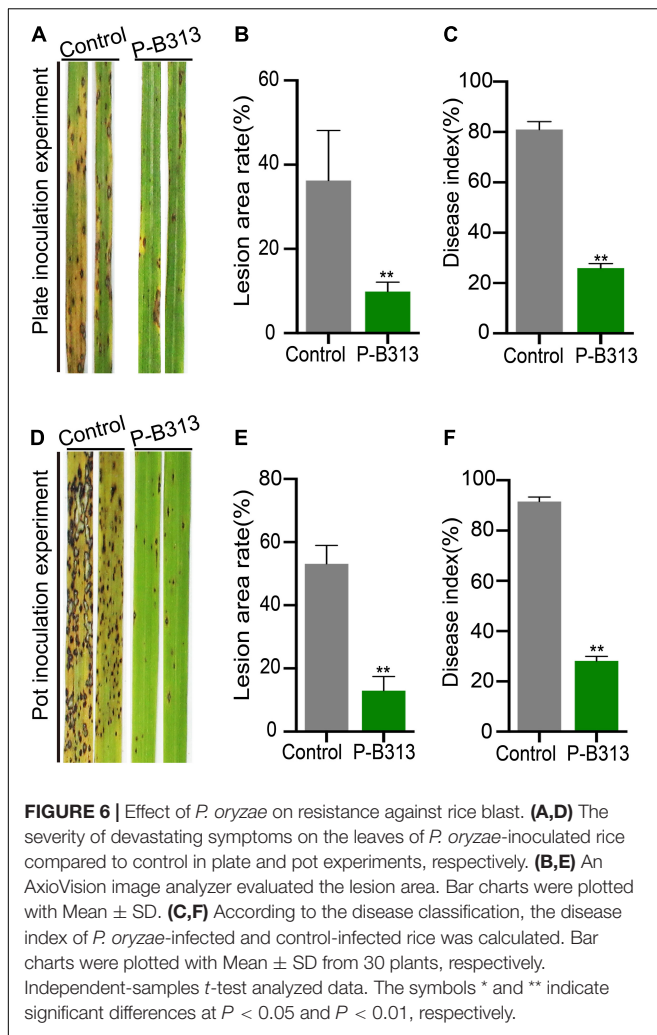 A
Control
P-B313
Plate inoculation experiment
B
Lesion area rate(%)
60
40
20
0
Control P-B313
**
C
Disease index(%)
100
80
60
40
20
0
Control P-B313
**
D
Control
P-B313
Pot inoculation experiment
E
Lesion area rate(%)
80
60
40
20
0
Control P-B313
**
F
Disease index(%)
100
80
60
40
20
0
Control P-B313
**
FIGURE 6 | Effect of P. oryzae on resistance against rice blast. (A,D) The
severity of devastating symptoms on the leaves of P. oryzae-inoculated rice
compared to control in plate and pot experiments, respectively. (B,E) An
AxioVision image analyzer evaluated the lesion area. Bar charts were plotted
with Mean ± SD. (C,F) According to the disease classification, the disease
index of P. oryzae-infected and control-infected rice was calculated. Bar
charts were plotted with Mean ± SD from 30 plants, respectively.
Independent-samples t-test analyzed data. The symbols * and ** indicate
significant differences at P < 0.05 and P < 0.01, respectively.